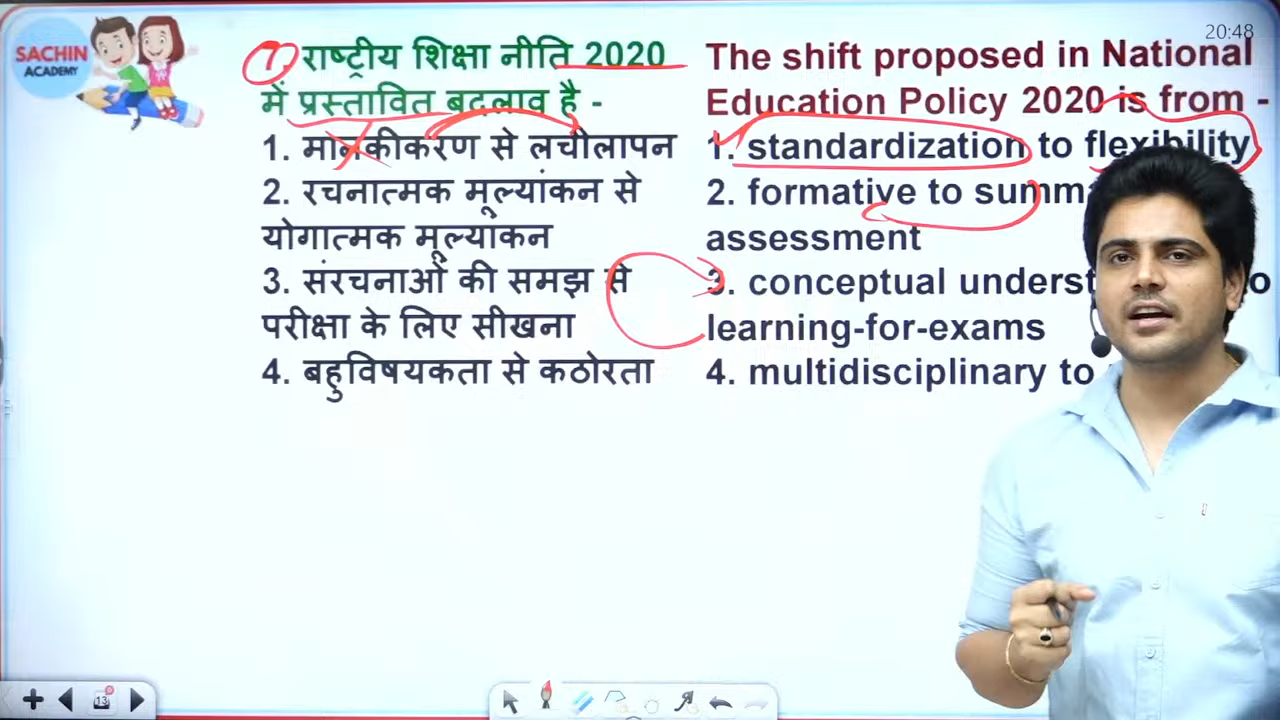 SACHIN
ACADEMY
20:48
7 राष्ट्रीय शिक्षा नीति 2020
में प्रस्तावित बदलाव है -
1. मानकीकरण से लचीलापन
2. रचनात्मक मूल्यांकन से
योगात्मक मूल्यांकन
3. संरचनाओं की समझ से
परीक्षा के लिए सीखना
4. बहुविषयकता से कठोरता
The shift proposed in National
Education Policy 2020 is from -
1. standardization to flexibility
2. formative to
assessment
3. conceptual
learning-for-exams
4. multidisciplinary to
13